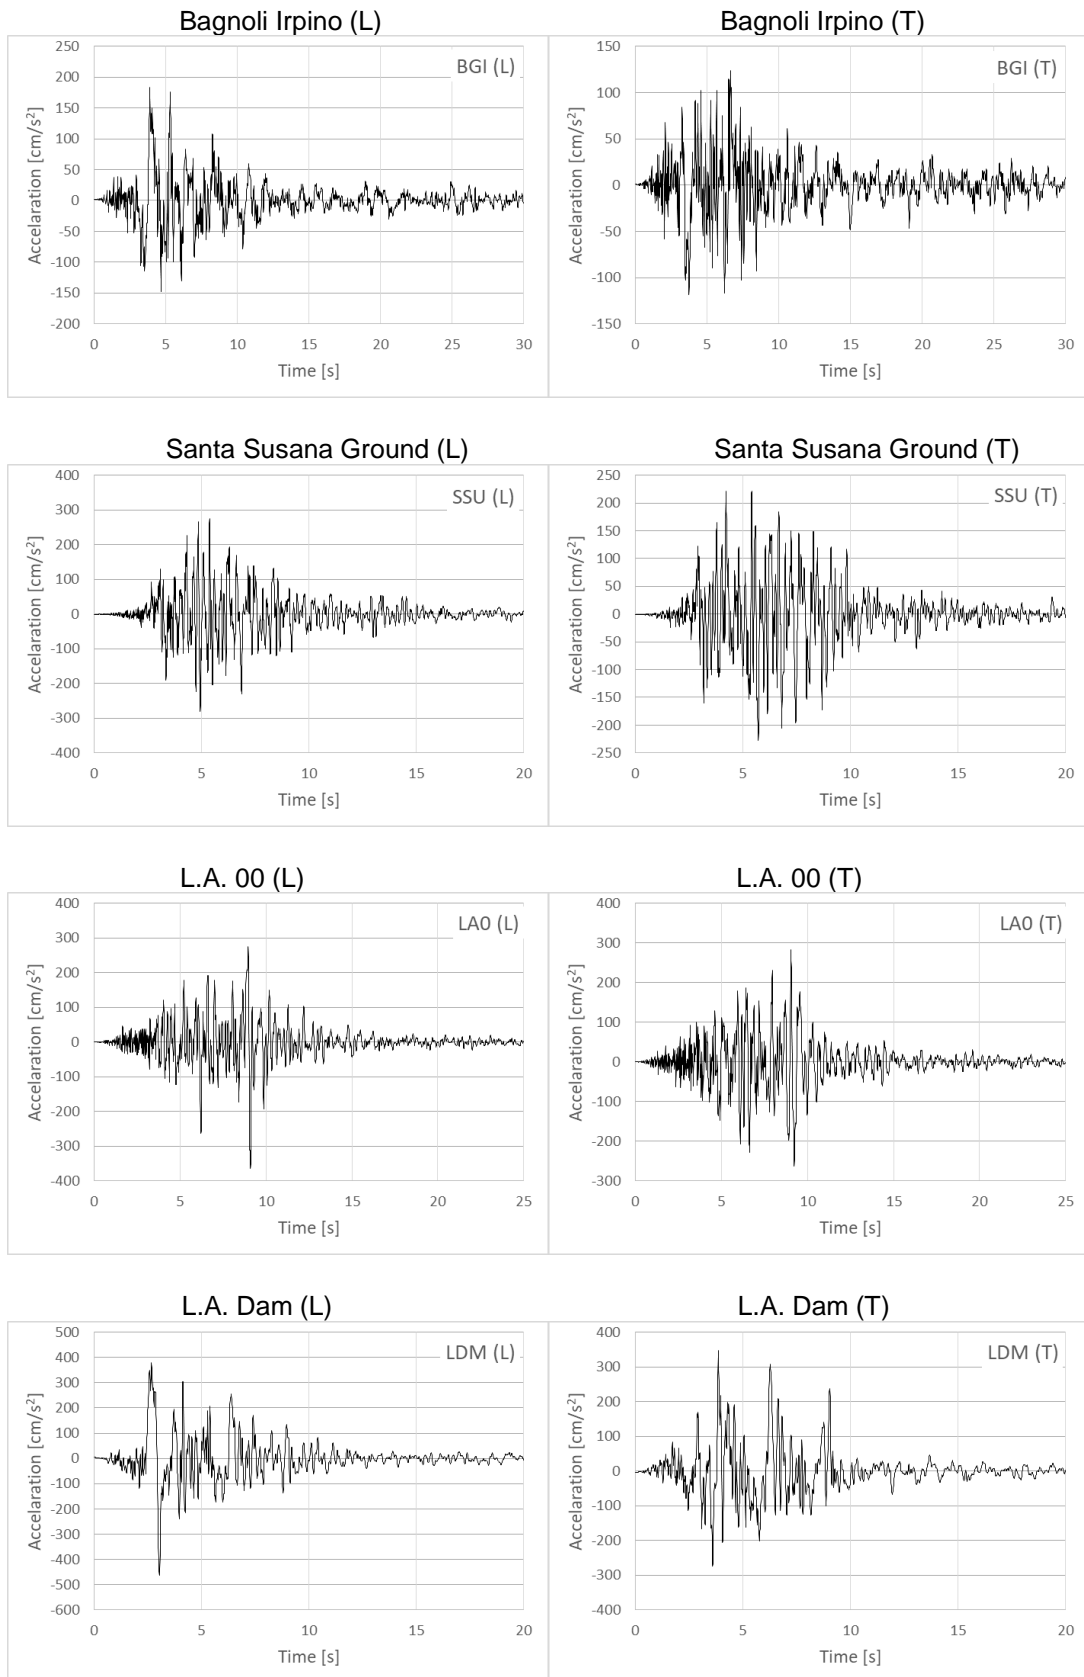 Bagnoli Irpino (L)
BGI (L)
Accelaration [cm/s²]
250
200
150
100
50
0
-50
-100
-150
-200
0 5 10 15 20 25 30
Time [s]
Bagnoli Irpino (T)
BGI (T)
Accelaration [cm/s²]
150
100
50
0
-50
-100
-150
0 5 10 15 20 25 30
Time [s]
Santa Susana Ground (L)
SSU (L)
Accelaration [cm/s²]
400
300
200
100
0
-100
-200
-300
-400
0 5 10 15 20
Time [s]
Santa Susana Ground (T)
SSU (T)
Accelaration [cm/s²]
250
200
150
100
50
0
-50
-100
-150
-200
-250
0 5 10 15 20
Time [s]
L.A. 00 (L)
LA0 (L)
Accelaration [cm/s²]
400
300
200
100
0
-100
-200
-300
-400
0 5 10 15 20 25
Time [s]
L.A. 00 (T)
LA0 (T)
Accelaration [cm/s²]
400
300
200
100
0
-100
-200
-300
0 5 10 15 20 25
Time [s]
L.A. Dam (L)
LDM (L)
Accelaration [cm/s²]
500
400
300
200
100
0
-100
-200
-300
-400
-500
-600
0 5 10 15 20
Time [s]
L.A. Dam (T)
LDM (T)
Accelaration [cm/s²]
400
300
200
100
0
-100
-200
-300
-400
0 5 10 15 20
Time [s]